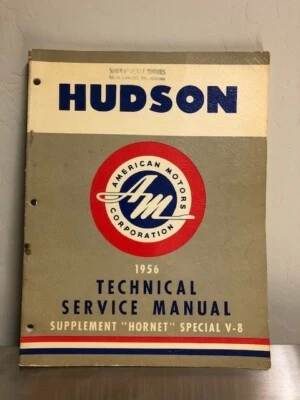 HUDSON
AMERICAN MOTORS
AM
CORPORATION
1956
TECHNICAL
SERVICE MANUAL
SUPPLEMENT "HORNET" SPECIAL V-8